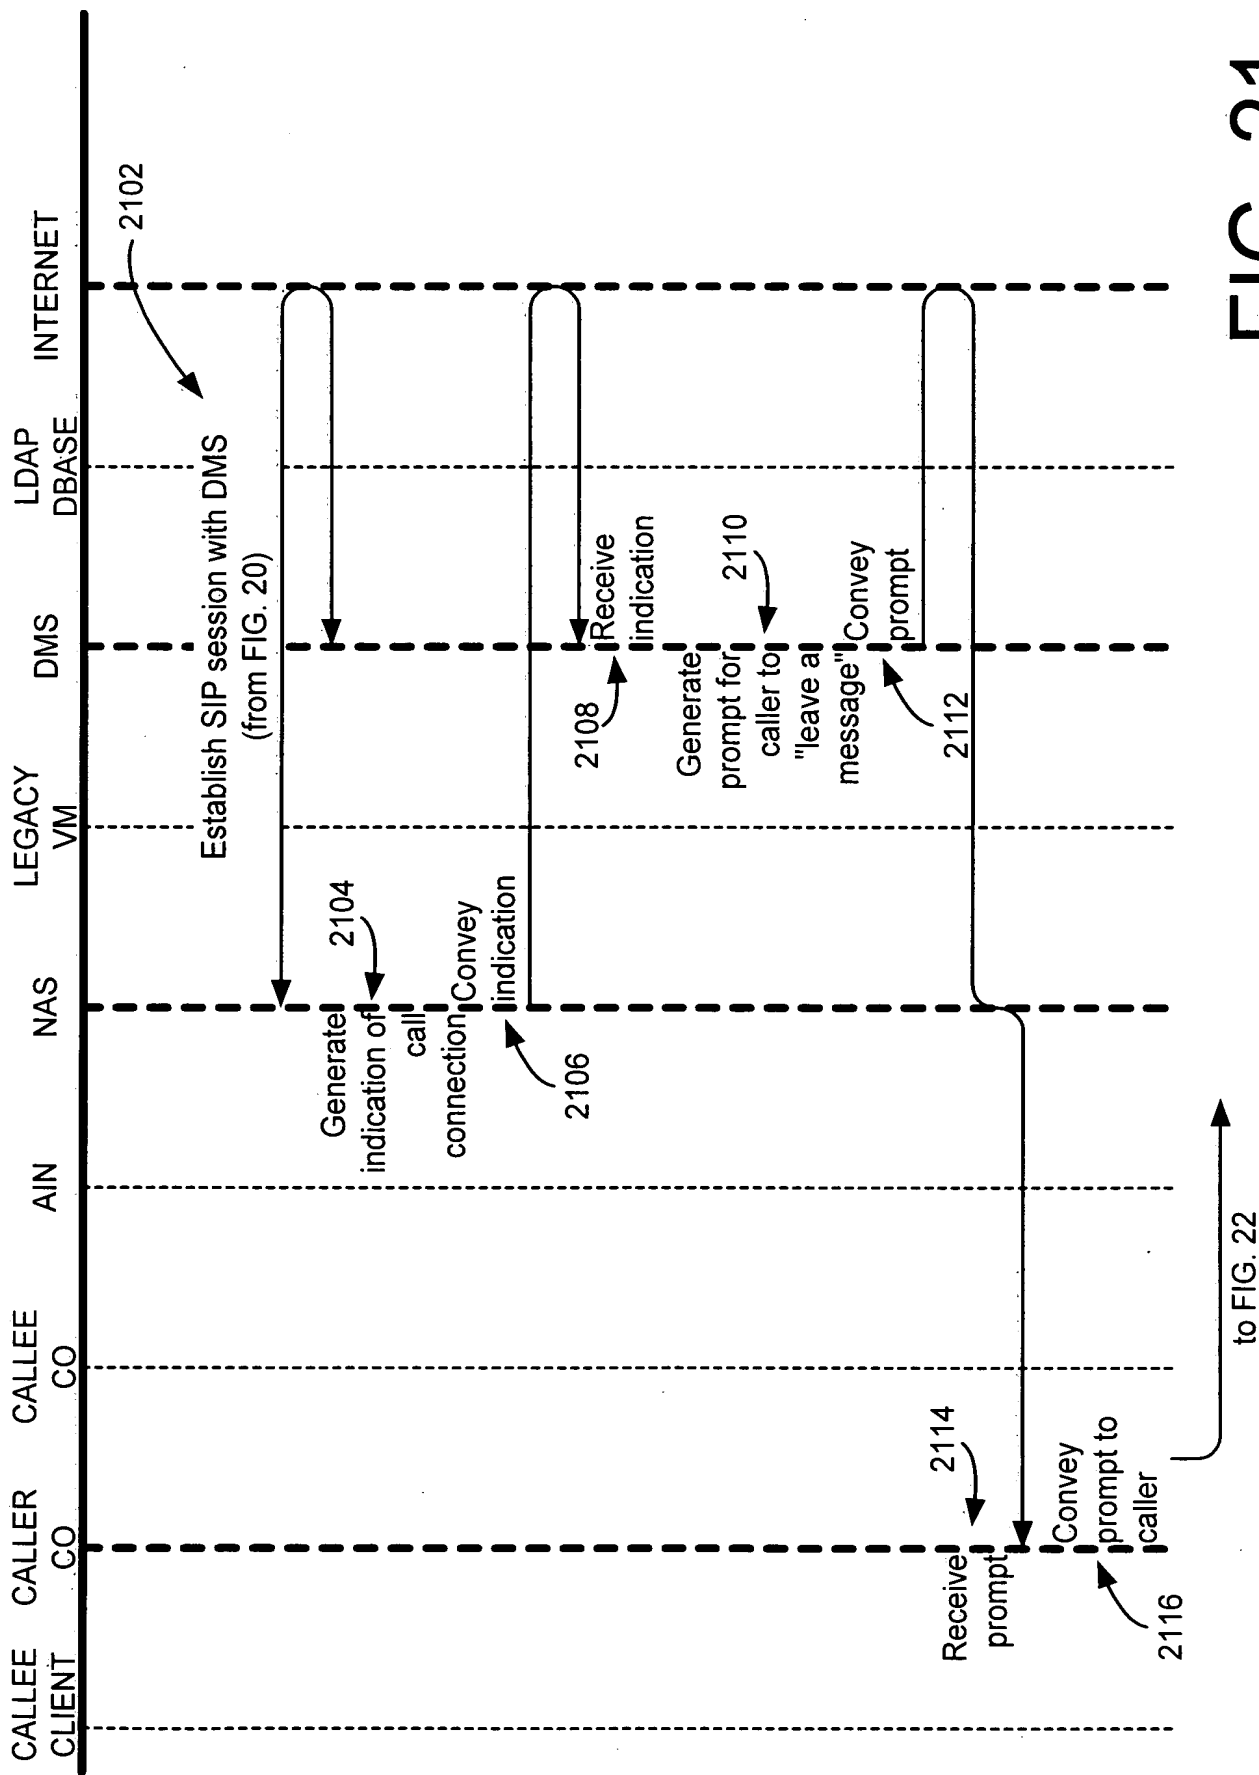 CALLEE
CLIENT
CALLER
CO
CALLEE
CO
AIN
NAS
LEGACY
VM
DMS
LDAP
DBASE
INTERNET
2102
Establish SIP session with DMS
(from FIG. 20)
2104
Generate
indication of
call
connection
Convey
indication
2106
Receive
indication
2108
2110
Generate
prompt for
caller to
"leave a
message"
Convey
prompt
2112
2114
Receive
prompt
Convey
prompt to
caller
2116
to FIG. 22
FIG. 21